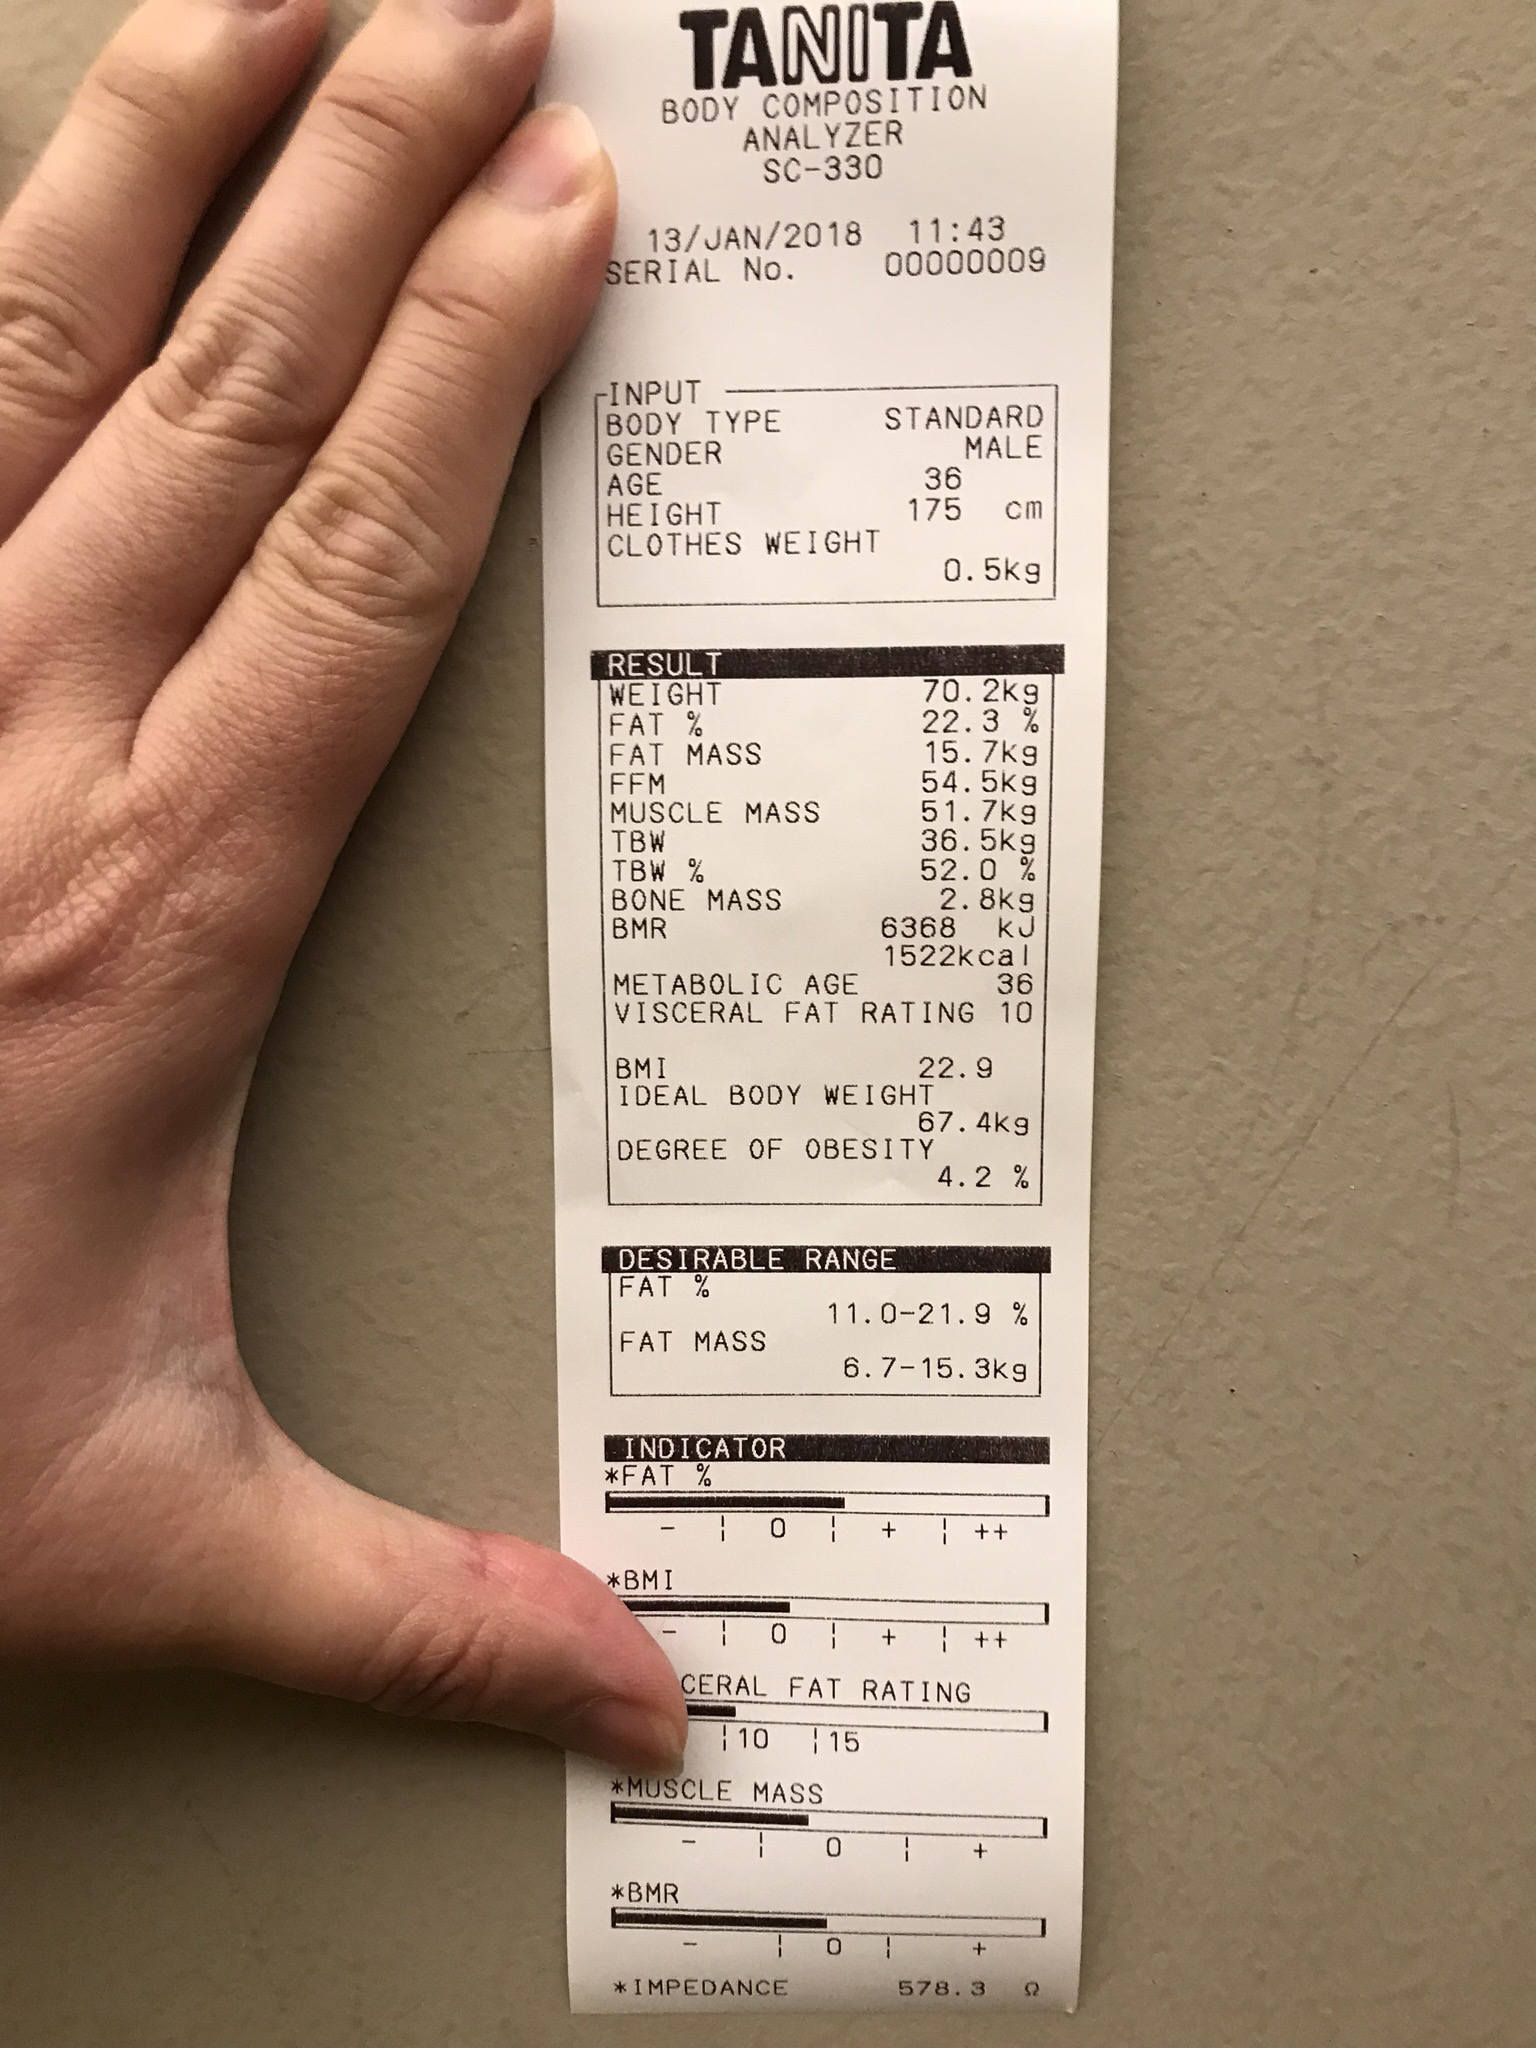 TANITA
BODY COMPOSITION
ANALYZER
SC-330
13/JAN/2018 11:43
SERIAL No. 00000009
INPUT
BODY TYPE STANDARD
GENDER MALE
AGE 36
HEIGHT 175 cm
CLOTHES WEIGHT
0.5kg
RESULT
WEIGHT 70.2kg
FAT % 22.3 %
FAT MASS 15.7kg
FFM 54.5kg
MUSCLE MASS 51.7kg
TBW 36.5kg
TBW % 52.0 %
BONE MASS 2.8kg
BMR 6368 kJ
1522kcal
METABOLIC AGE 36
VISCERAL FAT RATING 10
BMI 22.9
IDEAL BODY WEIGHT
67.4kg
DEGREE OF OBESITY
4.2 %
DESIRABLE RANGE
FAT %
11.0-21.9 %
FAT MASS
6.7-15.3kg
INDICATOR
*FAT %
- ¦ 0 ¦ + ¦ ++
*BMI
- ¦ 0 ¦ + ¦ ++
CERAL FAT RATING
¦10 ¦15
*MUSCLE MASS
- ¦ 0 ¦ +
*BMR
- ¦ 0 ¦ +
*IMPEDANCE 578.3 Ω